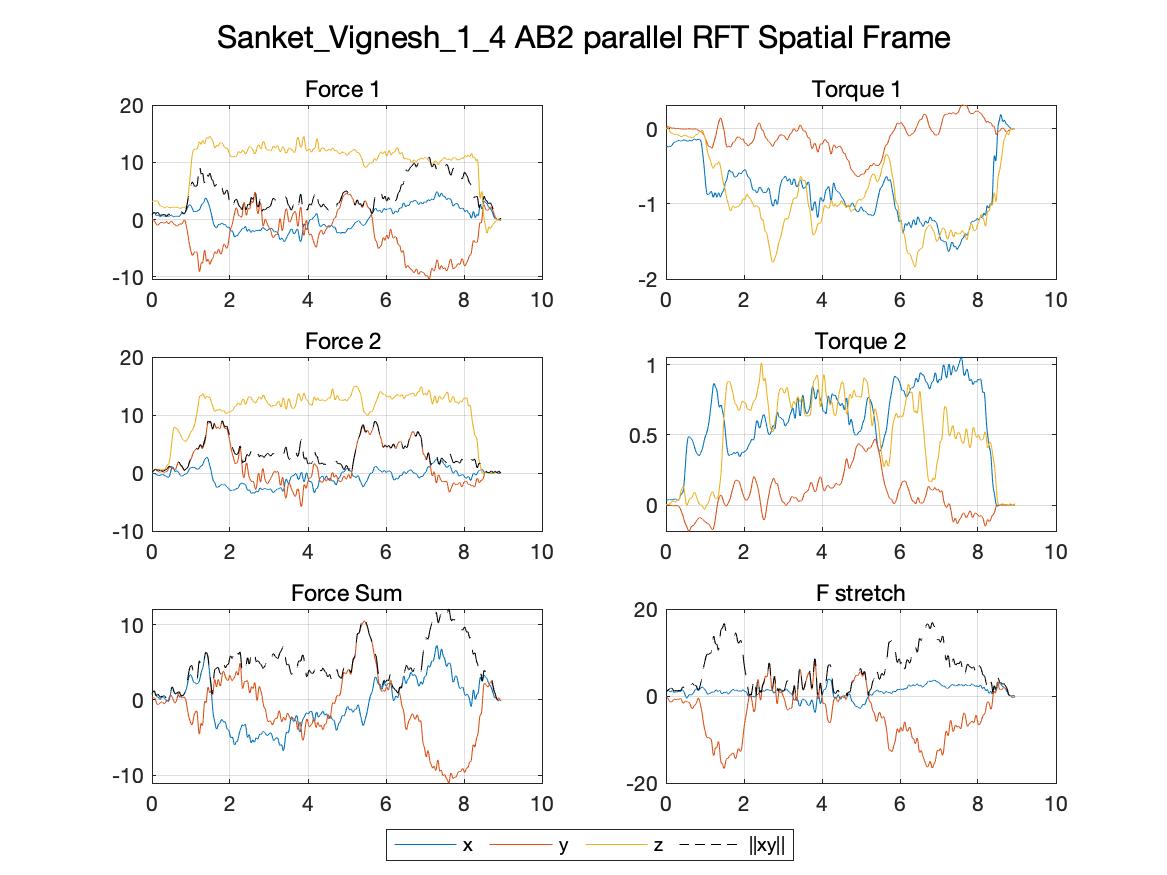 Sanket_Vignesh_1_4 AB2 parallel RFT Spatial Frame
Force 1
20
10
0
-10
0 2 4 6 8 10
Torque 1
0
-1
-2
0 2 4 6 8 10
Force 2
20
10
0
-10
0 2 4 6 8 10
Torque 2
1
0.5
0
0 2 4 6 8 10
Force Sum
10
0
-10
0 2 4 6 8 10
F stretch
20
0
-20
0 2 4 6 8 10
x y z ||xy||